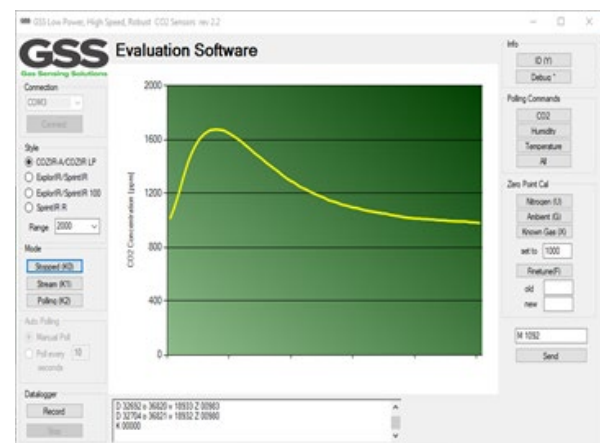 GSS Low Power, High Speed, Robust CO2 Sensors rev 2.2
GSS
Gas Sensing Solutions
Evaluation Software
Connection
COM3
Connect
Style
COZIR-A/COZIR LP
ExplorIR/SprintIR
ExplorIR/SprintIR 100
SprintIR R
Range 2000
Mode
Stopped (K0)
Stream (K1)
Polling (K2)
Auto Polling
Manual Poll
Poll every 10
seconds
Datalogger
Record
Stop
CO2 Concentration (ppm)
2000
1600
1200
800
400
0
D 32692 o 36820 v 18933 Z 00983
D 32704 o 36821 v 18932 Z 00980
K 00000
Info
ID (Y)
Debug *
Polling Commands
CO2
Humidity
Temperature
All
Zero Point Cal
Nitrogen (U)
Ambient (G)
Known Gas (X)
set to 1000
Finetune(F)
old
new
M 1092
Send